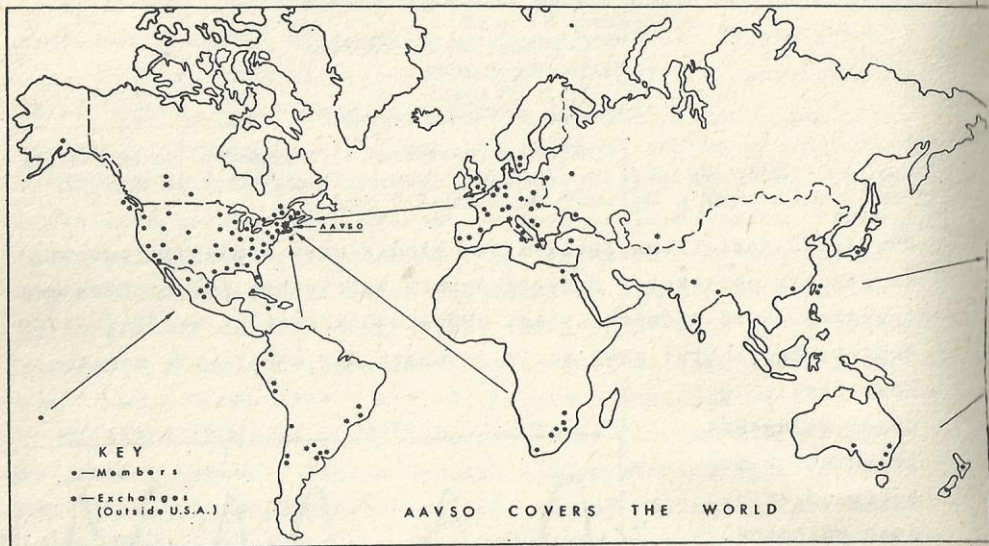 AAVSO
KEY
•—Members
*—Exchanges
(Outside U.S.A.)
AAVSO COVERS THE WORLD